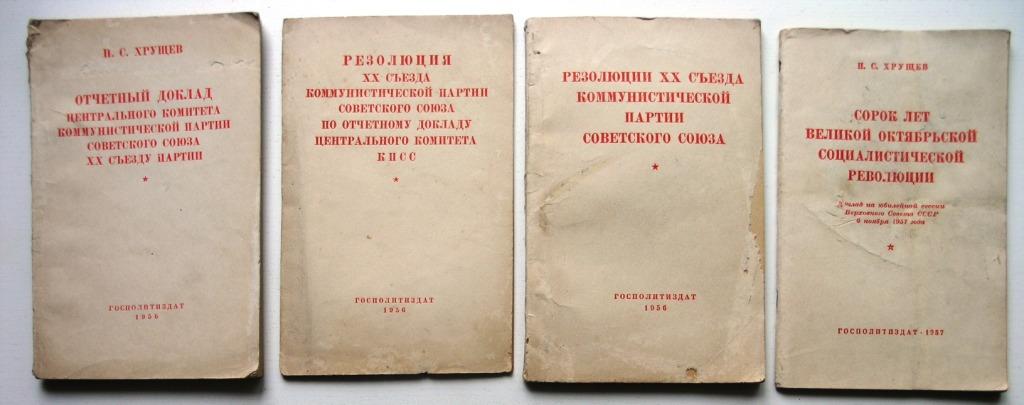 Н. С. ХРУЩЕВ
ОТЧЕТНЫЙ ДОКЛАД
ЦЕНТРАЛЬНОГО КОМИТЕТА
КОММУНИСТИЧЕСКОЙ ПАРТИИ
СОВЕТСКОГО СОЮЗА
XX СЪЕЗДУ ПАРТИИ
ГОСПОЛИТИЗДАТ
1956
РЕЗОЛЮЦИЯ
XX СЪЕЗДА
КОММУНИСТИЧЕСКОЙ ПАРТИИ
СОВЕТСКОГО СОЮЗА
ПО ОТЧЕТНОМУ ДОКЛАДУ
ЦЕНТРАЛЬНОГО КОМИТЕТА
КПСС
ГОСПОЛИТИЗДАТ
1956
РЕЗОЛЮЦИИ XX СЪЕЗДА
КОММУНИСТИЧЕСКОЙ
ПАРТИИ
СОВЕТСКОГО СОЮЗА
ГОСПОЛИТИЗДАТ
1956
Н. С. ХРУЩЕВ
СОРОК ЛЕТ
ВЕЛИКОЙ ОКТЯБРЬСКОЙ
СОЦИАЛИСТИЧЕСКОЙ
РЕВОЛЮЦИИ
Доклад на юбилейной сессии
Верховного Совета СССР
6 ноября 1957 года
ГОСПОЛИТИЗДАТ · 1957